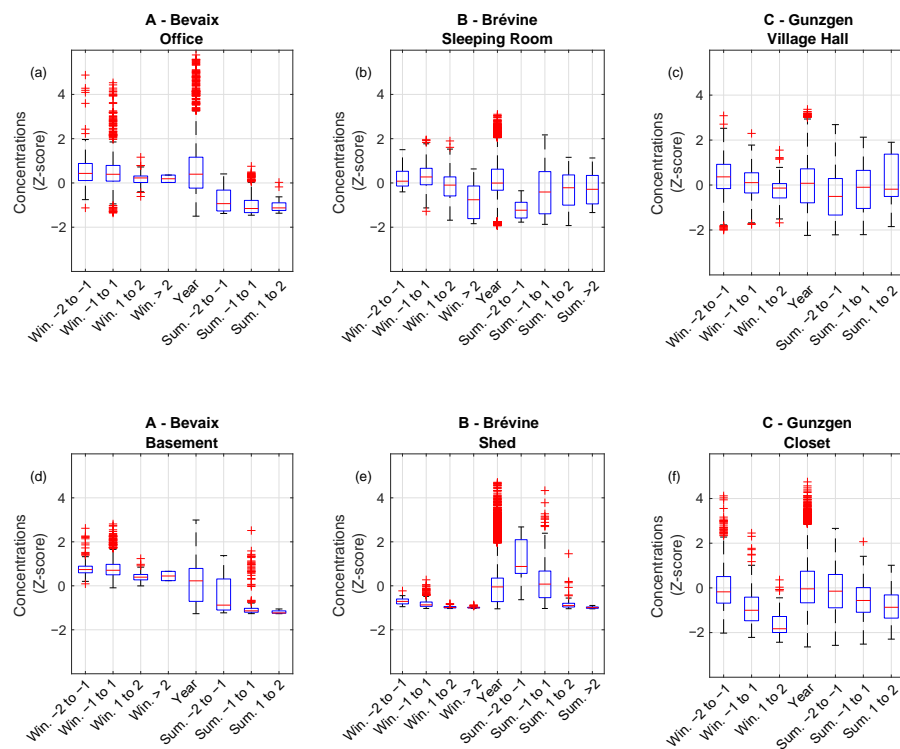 A - Bevaix
Office
(a)
Concentrations
(Z-score)
4
2
0
−2
Win. −2 to −1
Win. −1 to 1
Win. 1 to 2
Win. > 2
Year
Sum. −2 to −1
Sum. −1 to 1
Sum. 1 to 2
B - Brévine
Sleeping Room
(b)
Concentrations
(Z-score)
4
2
0
−2
Win. −2 to −1
Win. −1 to 1
Win. 1 to 2
Win. > 2
Year
Sum. −2 to −1
Sum. −1 to 1
Sum. 1 to 2
Sum. >2
C - Gunzgen
Village Hall
(c)
Concentrations
(Z-score)
4
2
0
−2
Win. −2 to −1
Win. −1 to 1
Win. 1 to 2
Year
Sum. −2 to −1
Sum. −1 to 1
Sum. 1 to 2
A - Bevaix
Basement
(d)
Concentrations
(Z-score)
4
2
0
−2
Win. −2 to −1
Win. −1 to 1
Win. 1 to 2
Win. > 2
Year
Sum. −2 to −1
Sum. −1 to 1
Sum. 1 to 2
B - Brévine
Shed
(e)
Concentrations
(Z-score)
4
2
0
−2
Win. −2 to −1
Win. −1 to 1
Win. 1 to 2
Win. > 2
Year
Sum. −2 to −1
Sum. −1 to 1
Sum. 1 to 2
Sum. >2
C - Gunzgen
Closet
(f)
Concentrations
(Z-score)
4
2
0
−2
Win. −2 to −1
Win. −1 to 1
Win. 1 to 2
Year
Sum. −2 to −1
Sum. −1 to 1
Sum. 1 to 2